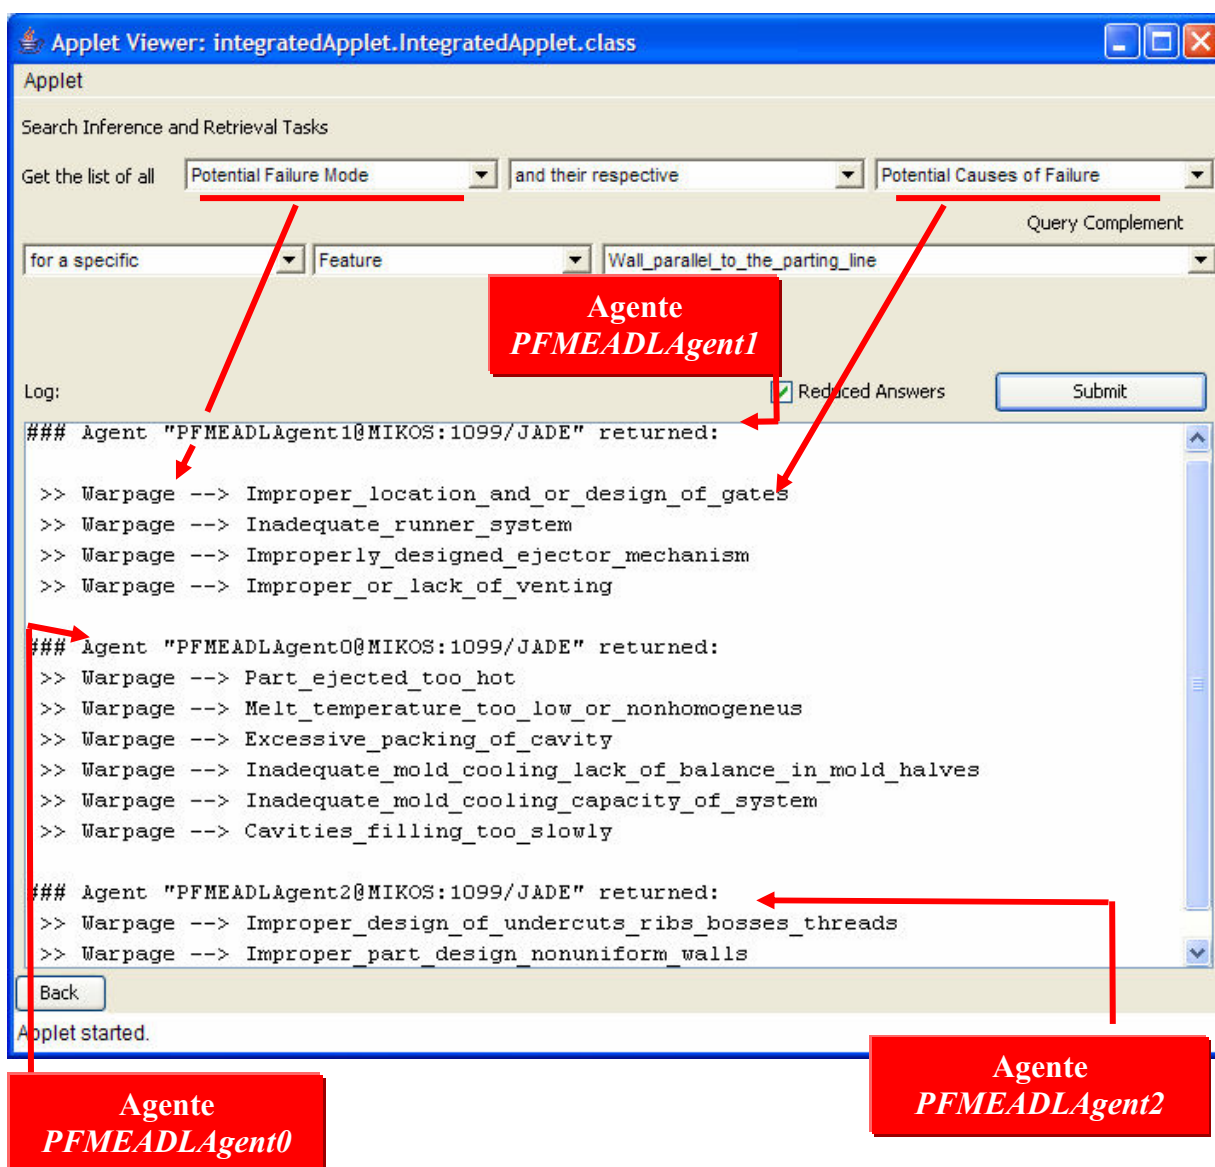 Applet Viewer: integratedApplet.IntegratedApplet.class
Applet
Search Inference and Retrieval Tasks
Get the list of all Potential Failure Mode and their respective Potential Causes of Failure
Query Complement
for a specific Feature Wall_parallel_to_the_parting_line
Agente
PFMEADLAgent1
Log: Reduced Answers Submit
### Agent "PFMEADLAgent1@MIKOS:1099/JADE" returned:
>> Warpage --> Improper_location_and_or_design_of_gates
>> Warpage --> Inadequate_runner_system
>> Warpage --> Improperly_designed_ejector_mechanism
>> Warpage --> Improper_or_lack_of_venting
### Agent "PFMEADLAgent0@MIKOS:1099/JADE" returned:
>> Warpage --> Part_ejected_too_hot
>> Warpage --> Melt_temperature_too_low_or_nonhomogeneus
>> Warpage --> Excessive_packing_of_cavity
>> Warpage --> Inadequate_mold_cooling_lack_of_balance_in_mold_halves
>> Warpage --> Inadequate_mold_cooling_capacity_of_system
>> Warpage --> Cavities_filling_too_slowly
### Agent "PFMEADLAgent2@MIKOS:1099/JADE" returned:
>> Warpage --> Improper_design_of_undercuts_ribs_bosses_threads
>> Warpage --> Improper_part_design_nonuniform_walls
Back
Applet started.
Agente
PFMEADLAgent2
Agente
PFMEADLAgent0